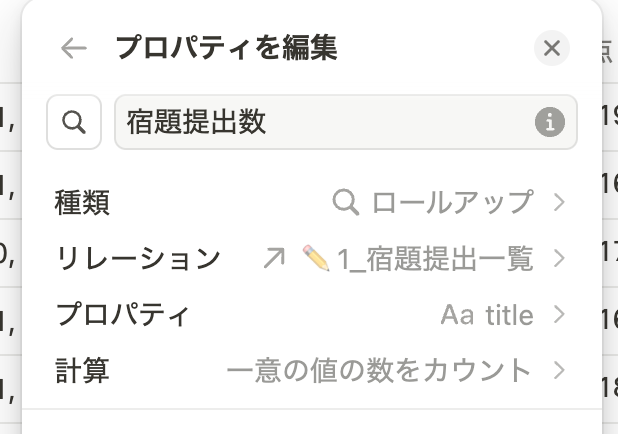 プロパティを編集
宿題提出数
種類 ロールアップ
リレーション 1_宿題提出一覧
プロパティ Aa title
計算 一意の値の数をカウント